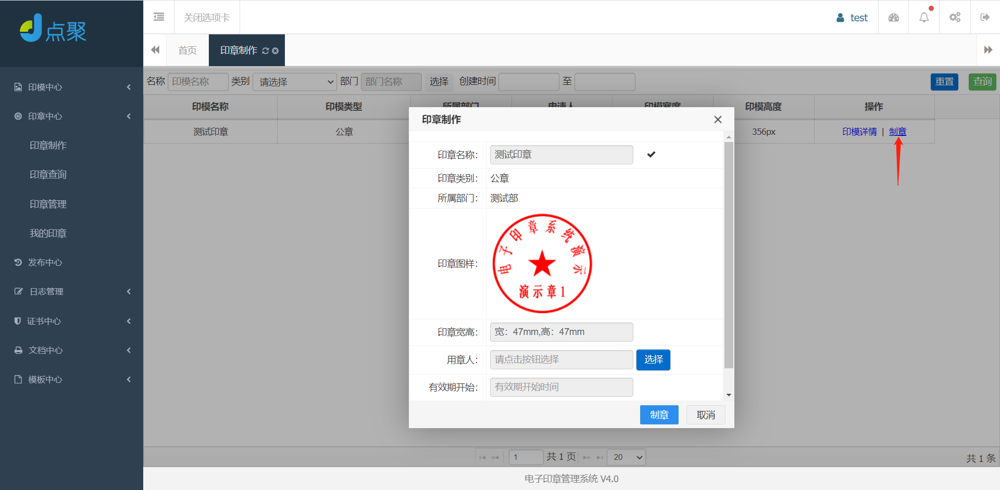 点聚
关闭选项卡
test
首页
印章制作
印模中心
印章中心
印章制作
印章查询
印章管理
我的印章
发布中心
日志管理
证书中心
文档中心
模板中心
名称 印模名称 类别 请选择 部门 部门名称 选择 创建时间 至 重置 查询
印模名称 印模类型 所属部门 申请人 印模宽度 印模高度 操作
测试印章 公章 356px 印模详情 | 制章
印章制作
印章名称： 测试印章
印章类别： 公章
所属部门： 测试部
印章图样：
电子印章系统演示
演示章1
印章宽高： 宽：47mm,高：47mm
用章人： 请点击按钮选择 选择
有效期开始： 有效期开始时间
制章 取消
1 共 1 页 20 共 1 条
电子印章管理系统 V4.0